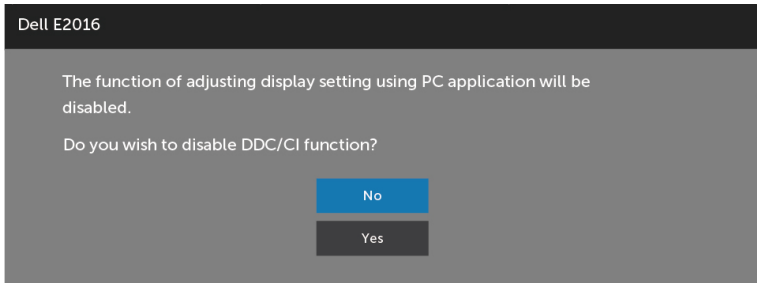 Dell E2016
The function of adjusting display setting using PC application will be
disabled.
Do you wish to disable DDC/CI function?
No
Yes